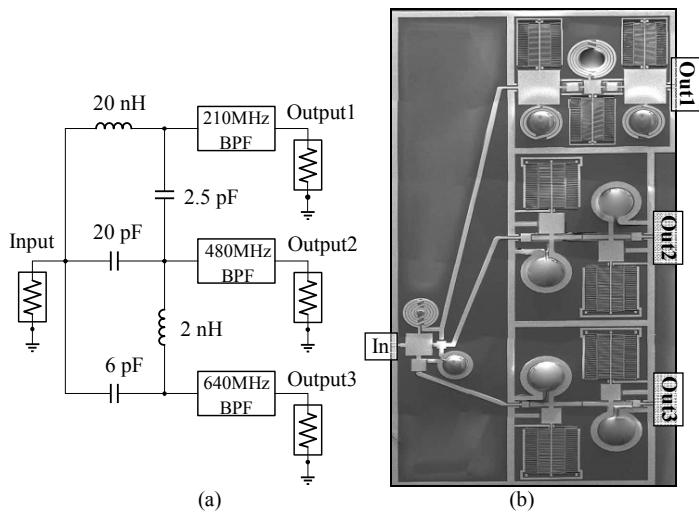 20 nH
210MHz
BPF
Output1
2.5 pF
Input
20 pF
480MHz
BPF
Output2
2 nH
6 pF
640MHz
BPF
Output3
(a)
Out1
Out2
In
Out3
(b)